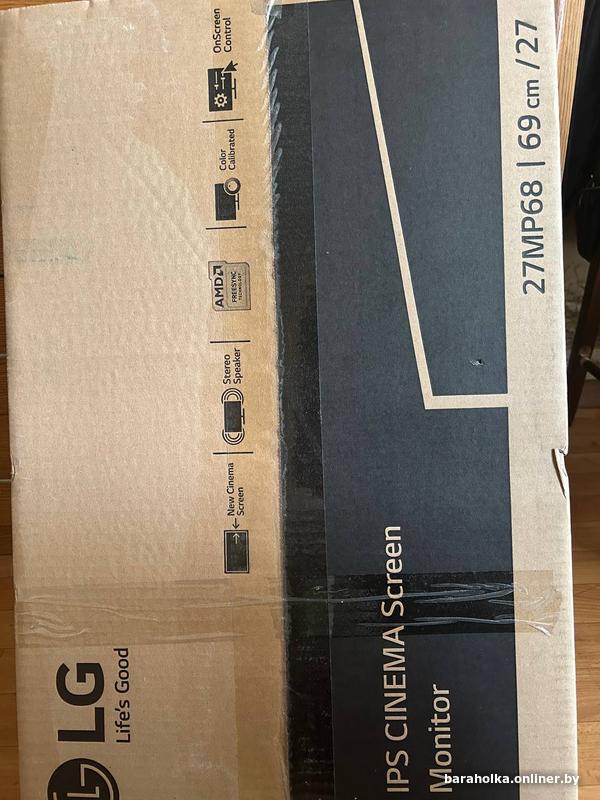 LG
Life's Good
New Cinema
Screen
Stereo
Speaker
AMD
FREESYNC
TECHNOLOGY
Color
Calibrated
OnScreen
Control
IPS CINEMA Screen
Monitor
27MP68 | 69 cm / 27
baraholka.onliner.by